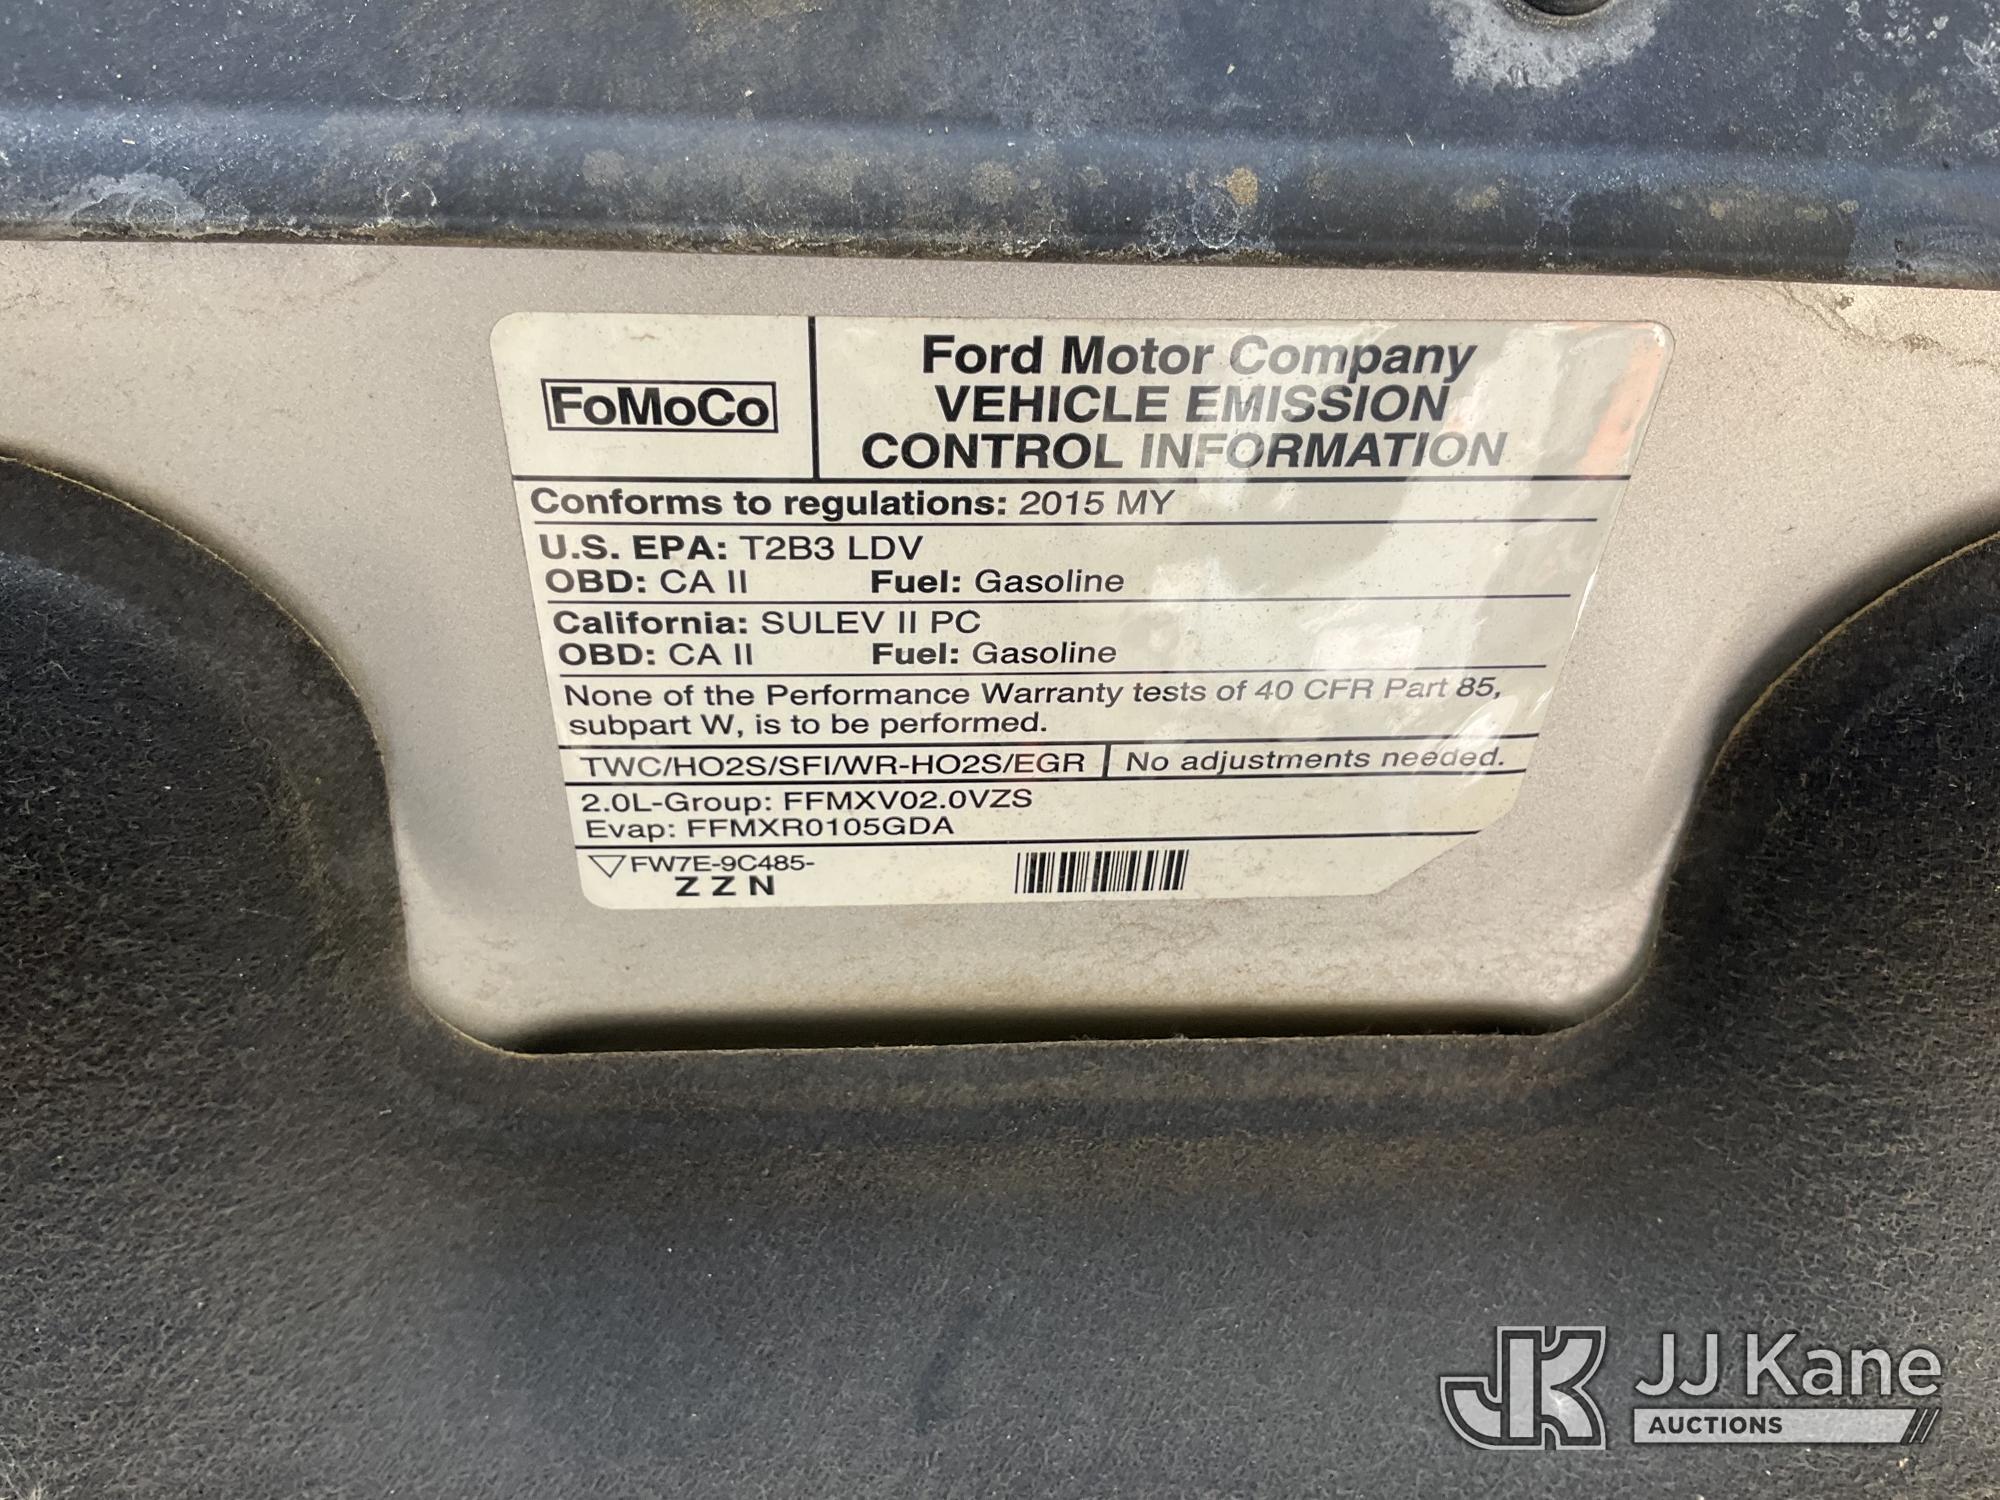 FoMoCo
Ford Motor Company
VEHICLE EMISSION
CONTROL INFORMATION
Conforms to regulations: 2015 MY
U.S. EPA: T2B3 LDV
OBD: CA II Fuel: Gasoline
California: SULEV II PC
OBD: CA II Fuel: Gasoline
None of the Performance Warranty tests of 40 CFR Part 85,
subpart W, is to be performed.
TWC/HO2S/SFI/WR-HO2S/EGR No adjustments needed.
2.0L-Group: FFMXV02.0VZS
Evap: FFMXR0105GDA
FW7E-9C485-
Z Z N
JK JJ Kane
AUCTIONS